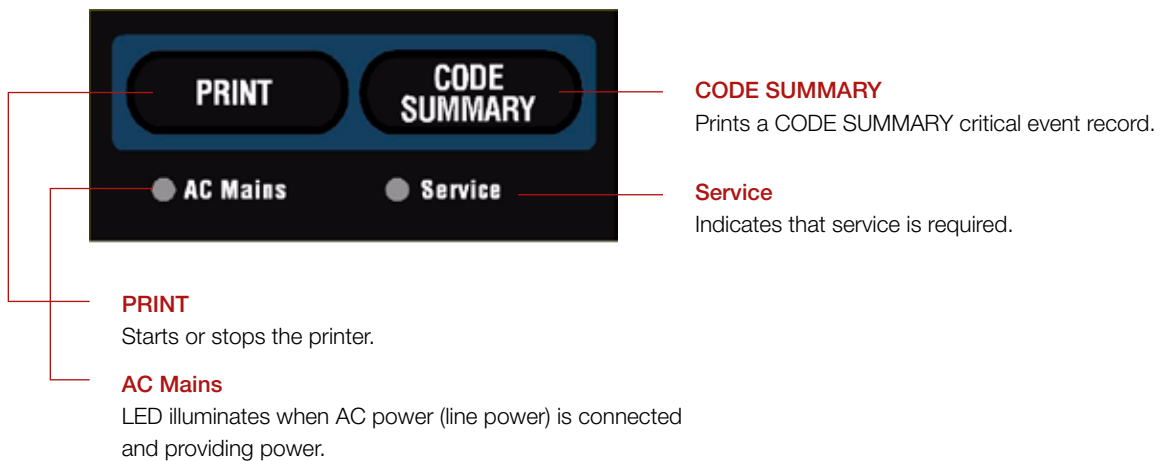 PRINT
CODE
SUMMARY
AC Mains
Service
CODE SUMMARY
Prints a CODE SUMMARY critical event record.
Service
Indicates that service is required.
PRINT
Starts or stops the printer.
AC Mains
LED illuminates when AC power (line power) is connected
and providing power.